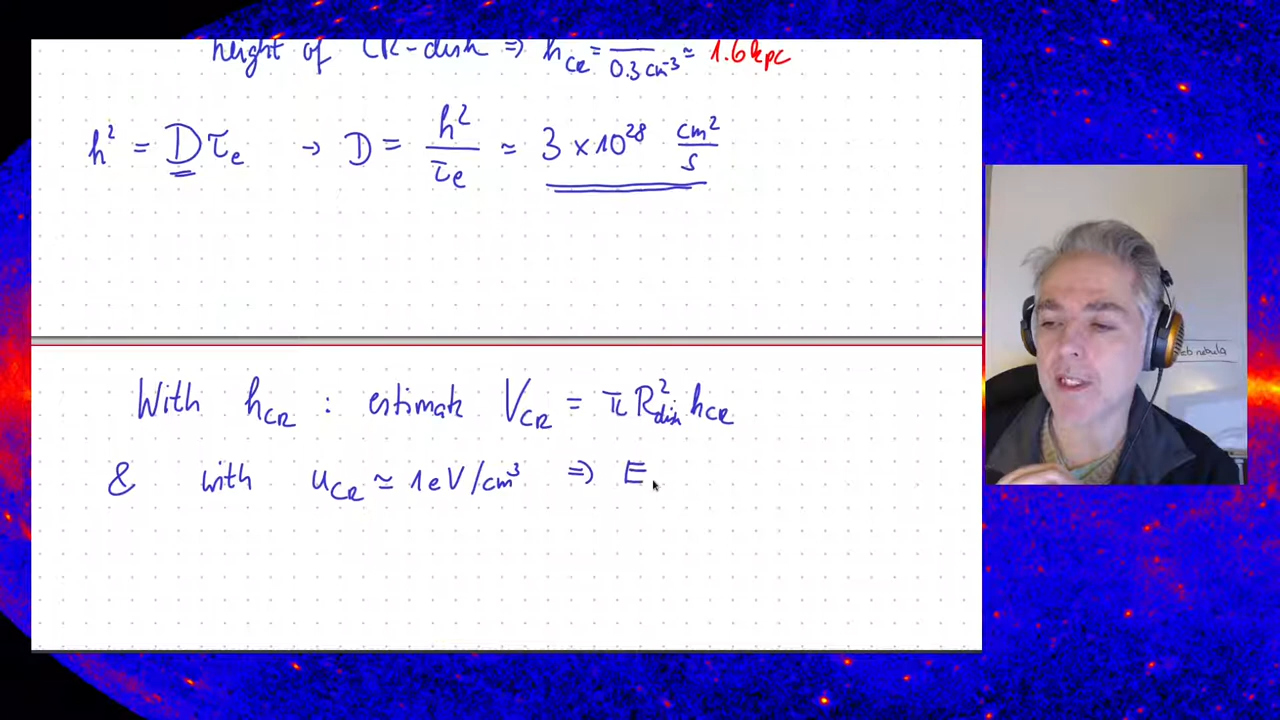 height of CR-disk ⇒ h_CR = —— / 0.3 cm⁻³ ≃ 1.6 kpc
h² = D τ_e → D = h² / τ_e ≈ 3 × 10²⁸ cm² / s
With h_CR : estimate V_CR = π R²_disk h_CR
& with u_CR ≃ 1 eV/cm³ ⇒ E
nebula